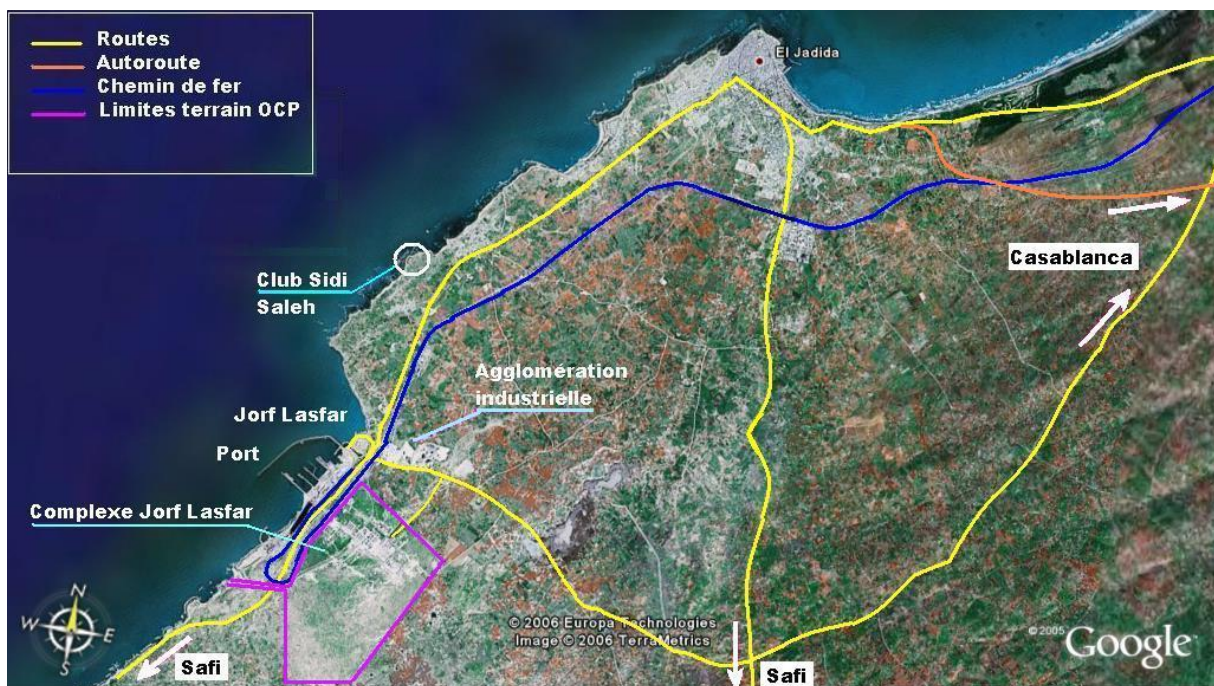 Routes
Autoroute
Chemin de fer
Limites terrain OCP
El Jadida
Casablanca
Club Sidi
Saleh
Agglomération
industrielle
Jorf Lasfar
Port
Complexe Jorf Lasfar
N
W
E
S
© 2006 Europa Technologies
Image © 2006 TerraMetrics
©2005 Google
Safi
Safi